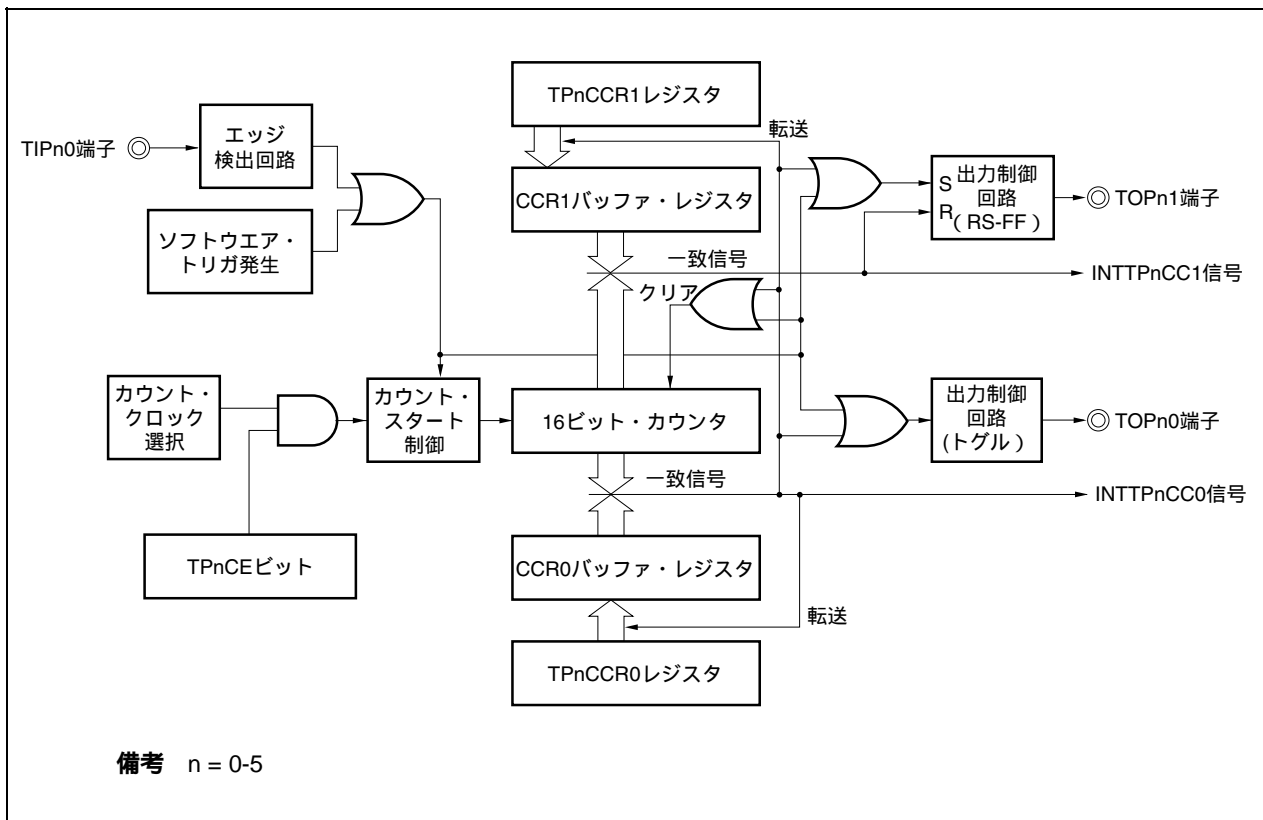 TPnCCR1レジスタ
転送
TIPn0端子
エッジ
検出回路
CCR1バッファ・レジスタ
S
R
出力制御
回路
(RS-FF)
TOPn1端子
ソフトウエア・
トリガ発生
一致信号
INTTPnCC1信号
クリア
カウント・
クロック
選択
カウント・
スタート
制御
16ビット・カウンタ
出力制御
回路
(トグル)
TOPn0端子
一致信号
INTTPnCC0信号
TPnCEビット
CCR0バッファ・レジスタ
転送
TPnCCR0レジスタ
備考 n = 0-5